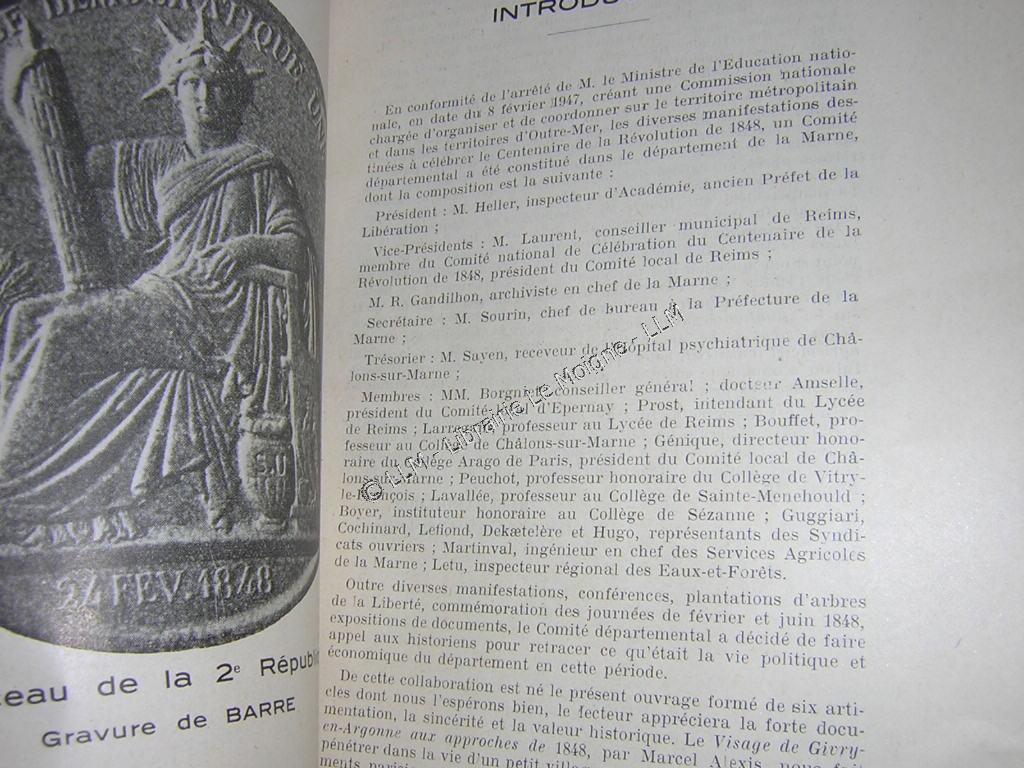 DEMOCRATIQUE UN
S.U
24 FEV. 1848
eau de la 2e Républi
Gravure de BARRE
INTRODU
En conformité de l'arrêté de M. le Ministre de l'Education natio-
nale, en date du 8 février 1947, créant une Commission nationale
chargée d'organiser et de coordonner sur le territoire métropolitain
et dans les territoires d'Outre-Mer, les diverses manifestations des-
tinées à célébrer le Centenaire de la Révolution de 1848, un Comité
départemental a été constitué dans le département de la Marne,
dont la composition est la suivante :
Président : M. Heller, inspecteur d'Académie, ancien Préfet de la
Libération ;
Vice-Présidents : M. Laurent, conseiller municipal de Reims,
membre du Comité national de Célébration du Centenaire de la
Révolution de 1848, président du Comité local de Reims ;
M. R. Gandilhon, archiviste en chef de la Marne ;
Secrétaire : M. Sourin, chef de bureau à la Préfecture de la
Marne ;
Trésorier : M. Sayen, receveur de l'hôpital psychiatrique de Châ-
lons-sur-Marne ;
Membres : MM. Borgniet, conseiller général ; docteur Amselle,
président du Comité local d'Epernay ; Prost, intendant du Lycée
de Reims ; professeur au Lycée de Reims ; Bouffet, pro-
fesseur au Collège de Châlons-sur-Marne ; Génique, directeur hono-
raire du Collège Arago de Paris, président du Comité local de Châ-
lons-sur-Marne ; Peuchot, professeur honoraire du Collège de Vitry-
le-François ; Lavallée, professeur au Collège de Sainte-Menehould ;
Boyer, instituteur honoraire au Collège de Sézanne ; Guggiari,
Cochinard, Lefiond, Dekætelère et Hugo, représentants des Syndi-
cats ouvriers ; Martinval, ingénieur en chef des Services Agricoles
de la Marne ; Letu, inspecteur régional des Eaux-et-Forêts.
Outre diverses manifestations, conférences, plantations d'arbres
de la Liberté, commémoration des journées de février et juin 1848,
expositions de documents, le Comité départemental a décidé de faire
appel aux historiens pour retracer ce qu'était la vie politique et
économique du département en cette période.
De cette collaboration est né le présent ouvrage formé de six arti-
cles dont nous l'espérons bien, le lecteur appréciera la forte docu-
mentation, la sincérité et la valeur historique. Le Visage de Givry-
en-Argonne aux approches de 1848, par Marcel Alexis, nous fait
pénétrer dans la vie d'un petit village
© LLM - Librairie Le Moigne - LLM